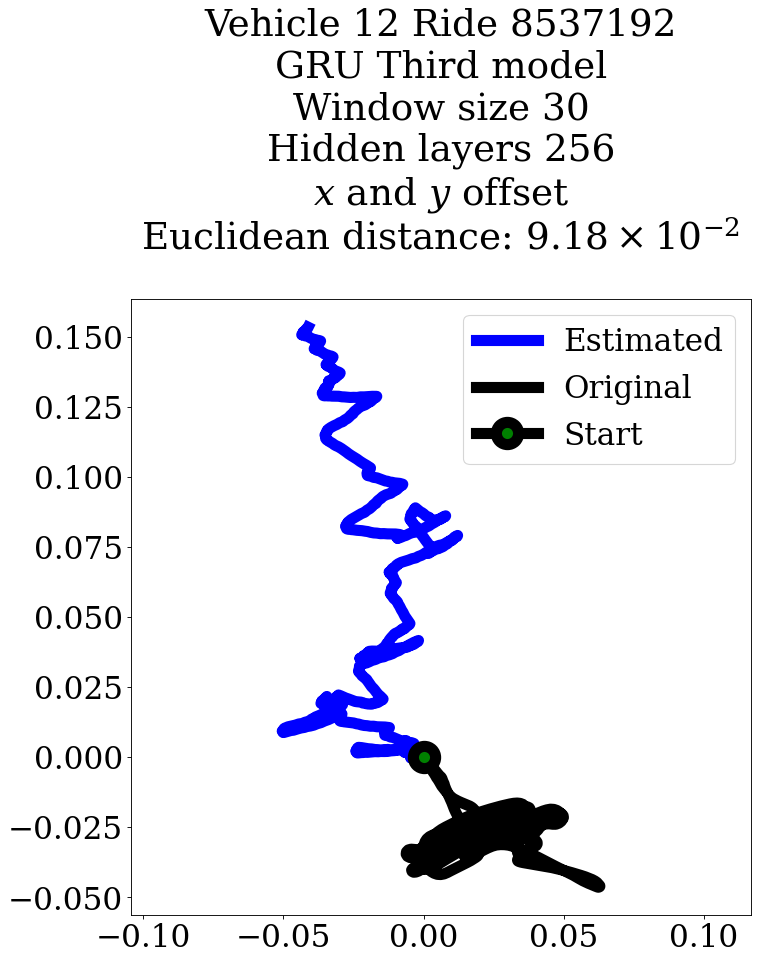 Vehicle 12 Ride 8537192
GRU Third model
Window size 30
Hidden layers 256
x and y offset
Euclidean distance: 9.18 × 10⁻²
Estimated
Original
Start
0.150
0.125
0.100
0.075
0.050
0.025
0.000
−0.025
−0.050
−0.10
−0.05
0.00
0.05
0.10